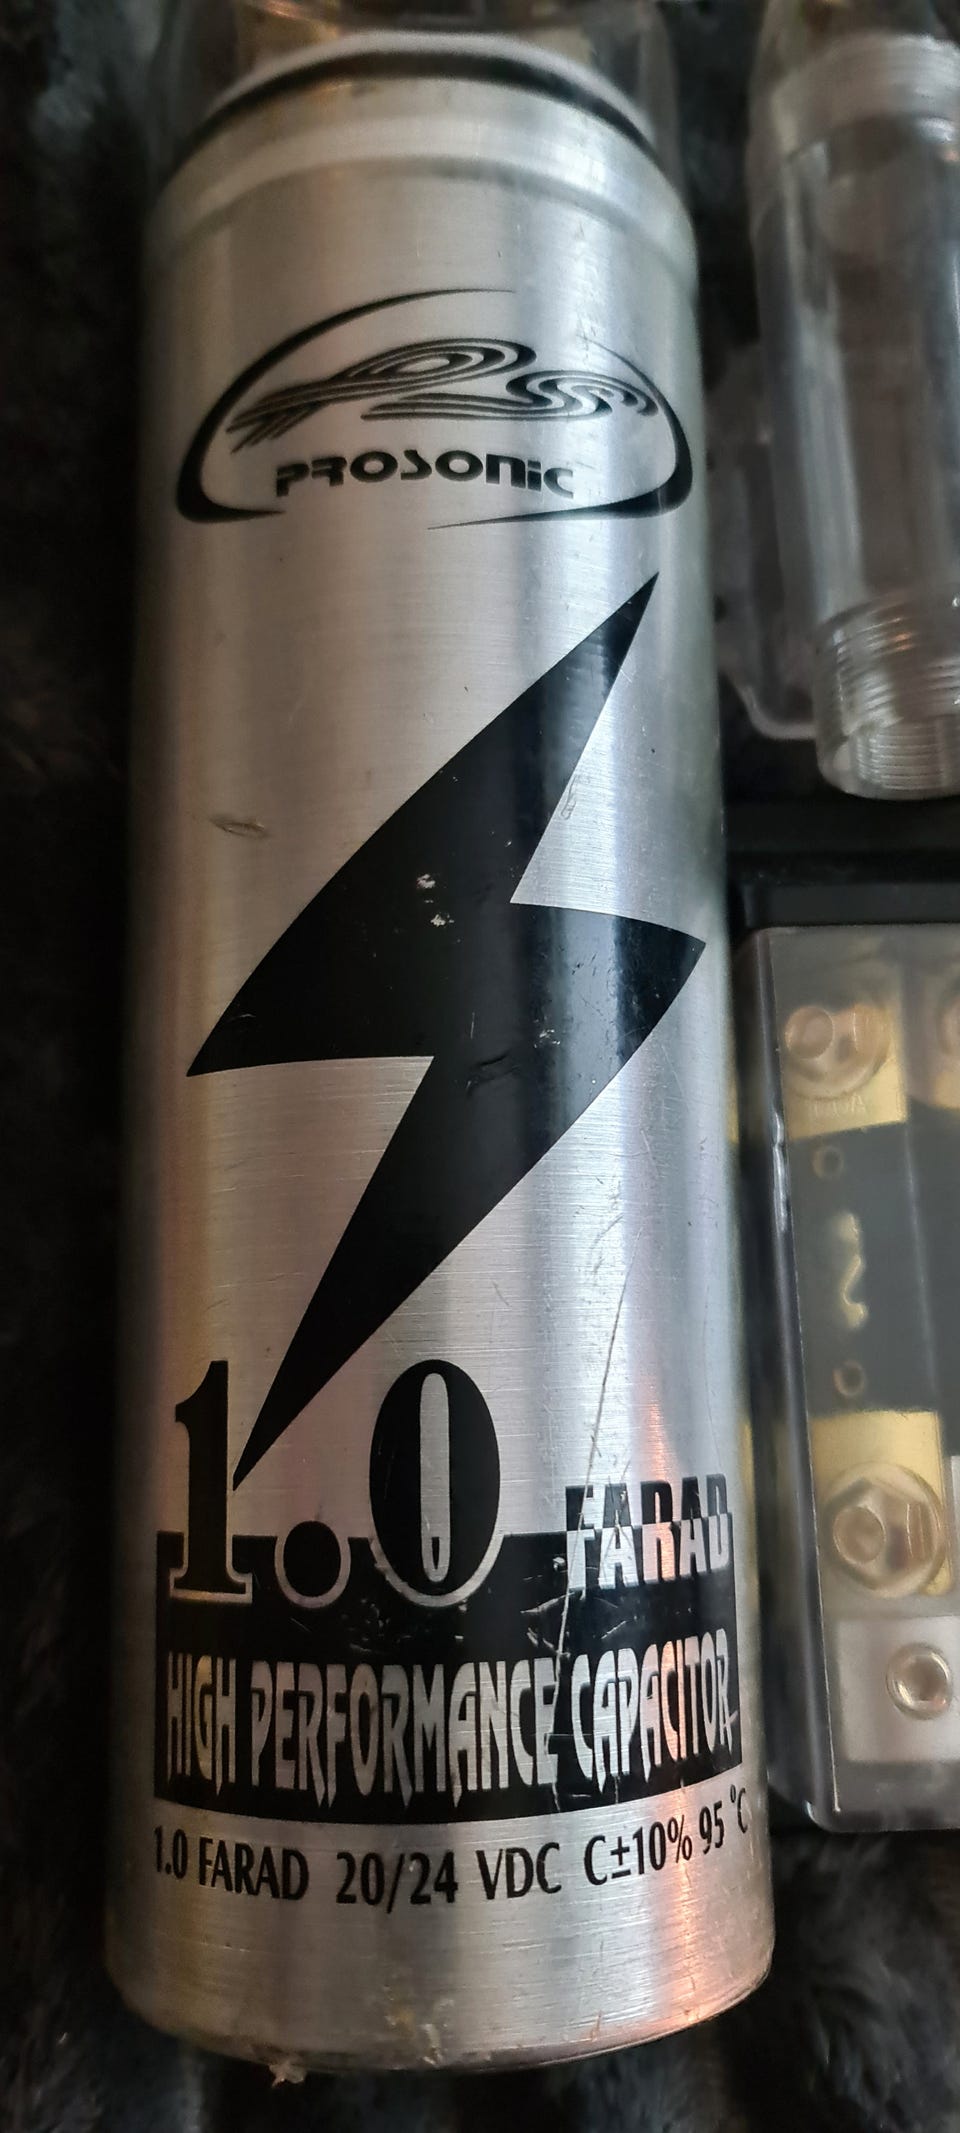 PROSONIC
1.0 FARAD
HIGH PERFORMANCE CAPACITOR
1.0 FARAD 20/24 VDC C±10% 95 °C